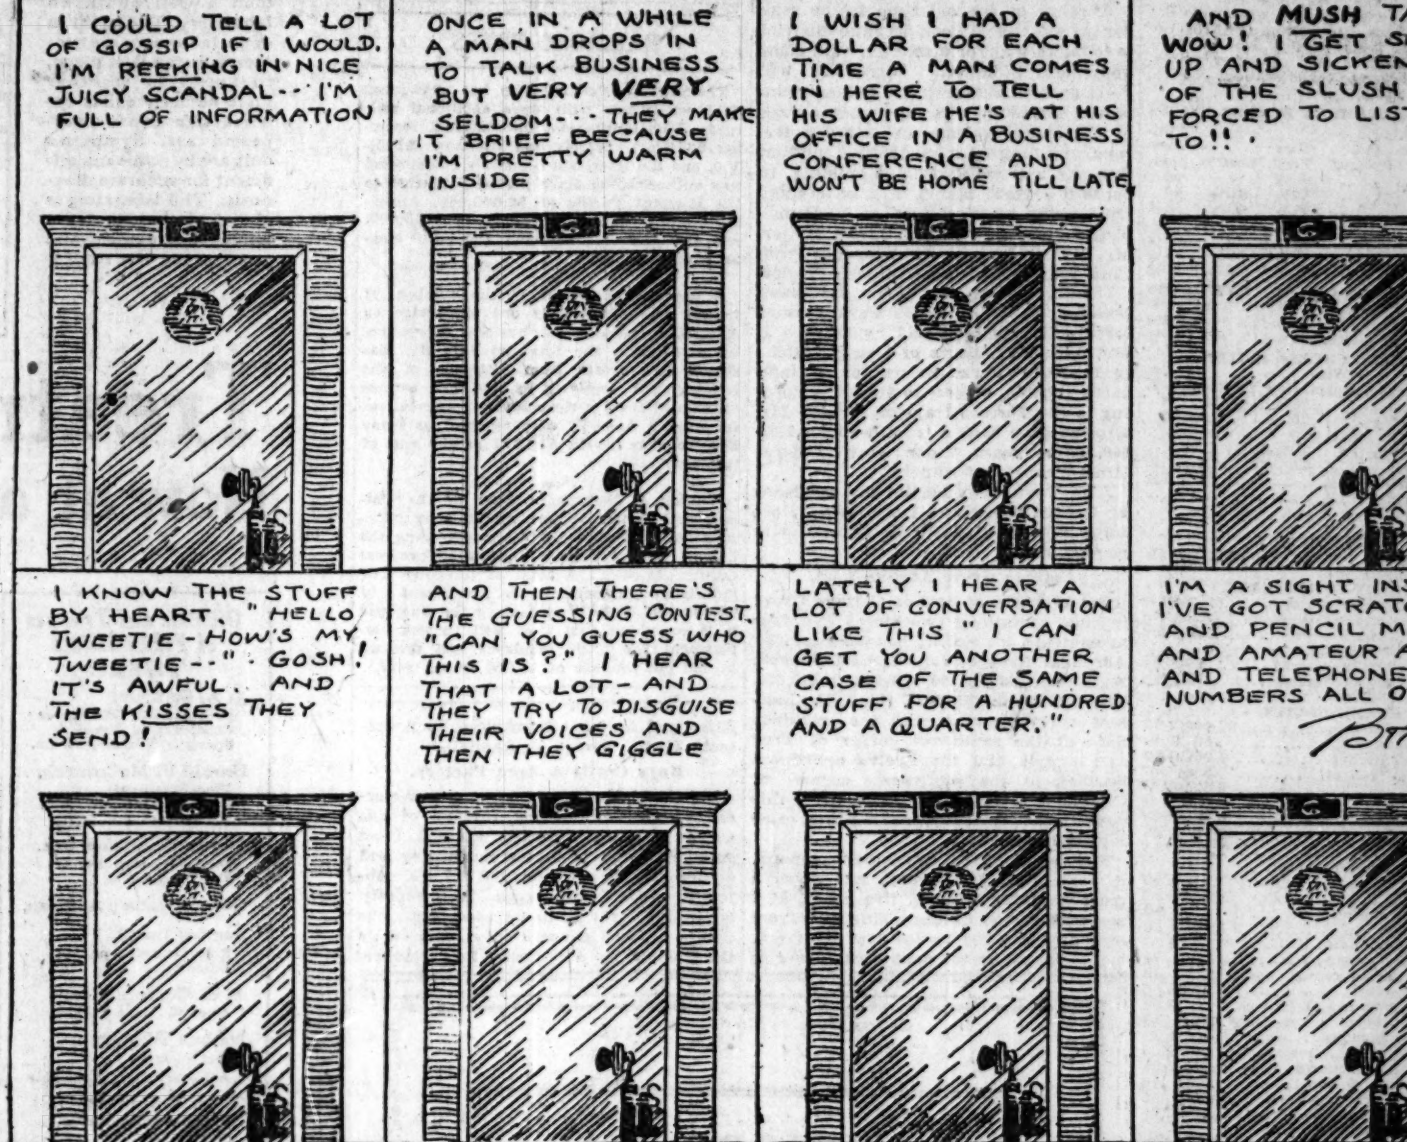 I COULD TELL A LOT
OF GOSSIP IF I WOULD.
I'M REEKING IN NICE
JUICY SCANDAL-- I'M
FULL OF INFORMATION
ONCE IN A WHILE
A MAN DROPS IN
TO TALK BUSINESS
BUT VERY VERY
SELDOM--- THEY MAKE
IT BRIEF BECAUSE
I'M PRETTY WARM
INSIDE
I WISH I HAD A
DOLLAR FOR EACH
TIME A MAN COMES
IN HERE TO TELL
HIS WIFE HE'S AT HIS
OFFICE IN A BUSINESS
CONFERENCE AND
WON'T BE HOME TILL LATE
AND MUSH
WOW! I GET
UP AND
OF THE SLUSH
FORCED TO
TO!!
I KNOW THE STUFF
BY HEART. "HELLO
TWEETIE-HOW'S MY
TWEETIE--". GOSH!
IT'S AWFUL. AND
THE KISSES THEY
SEND!
AND THEN THERE'S
THE GUESSING CONTEST.
"CAN YOU GUESS WHO
THIS IS?" I HEAR
THAT A LOT-AND
THEY TRY TO DISGUISE
THEIR VOICES AND
THEN THEY GIGGLE
LATELY I HEAR A
LOT OF CONVERSATION
LIKE THIS "I CAN
GET YOU ANOTHER
CASE OF THE SAME
STUFF FOR A HUNDRED
AND A QUARTER."
I'M A SIGHT
I'VE GOT
AND PENCIL
AND AMATEUR
AND TELEPHONE
NUMBERS ALL